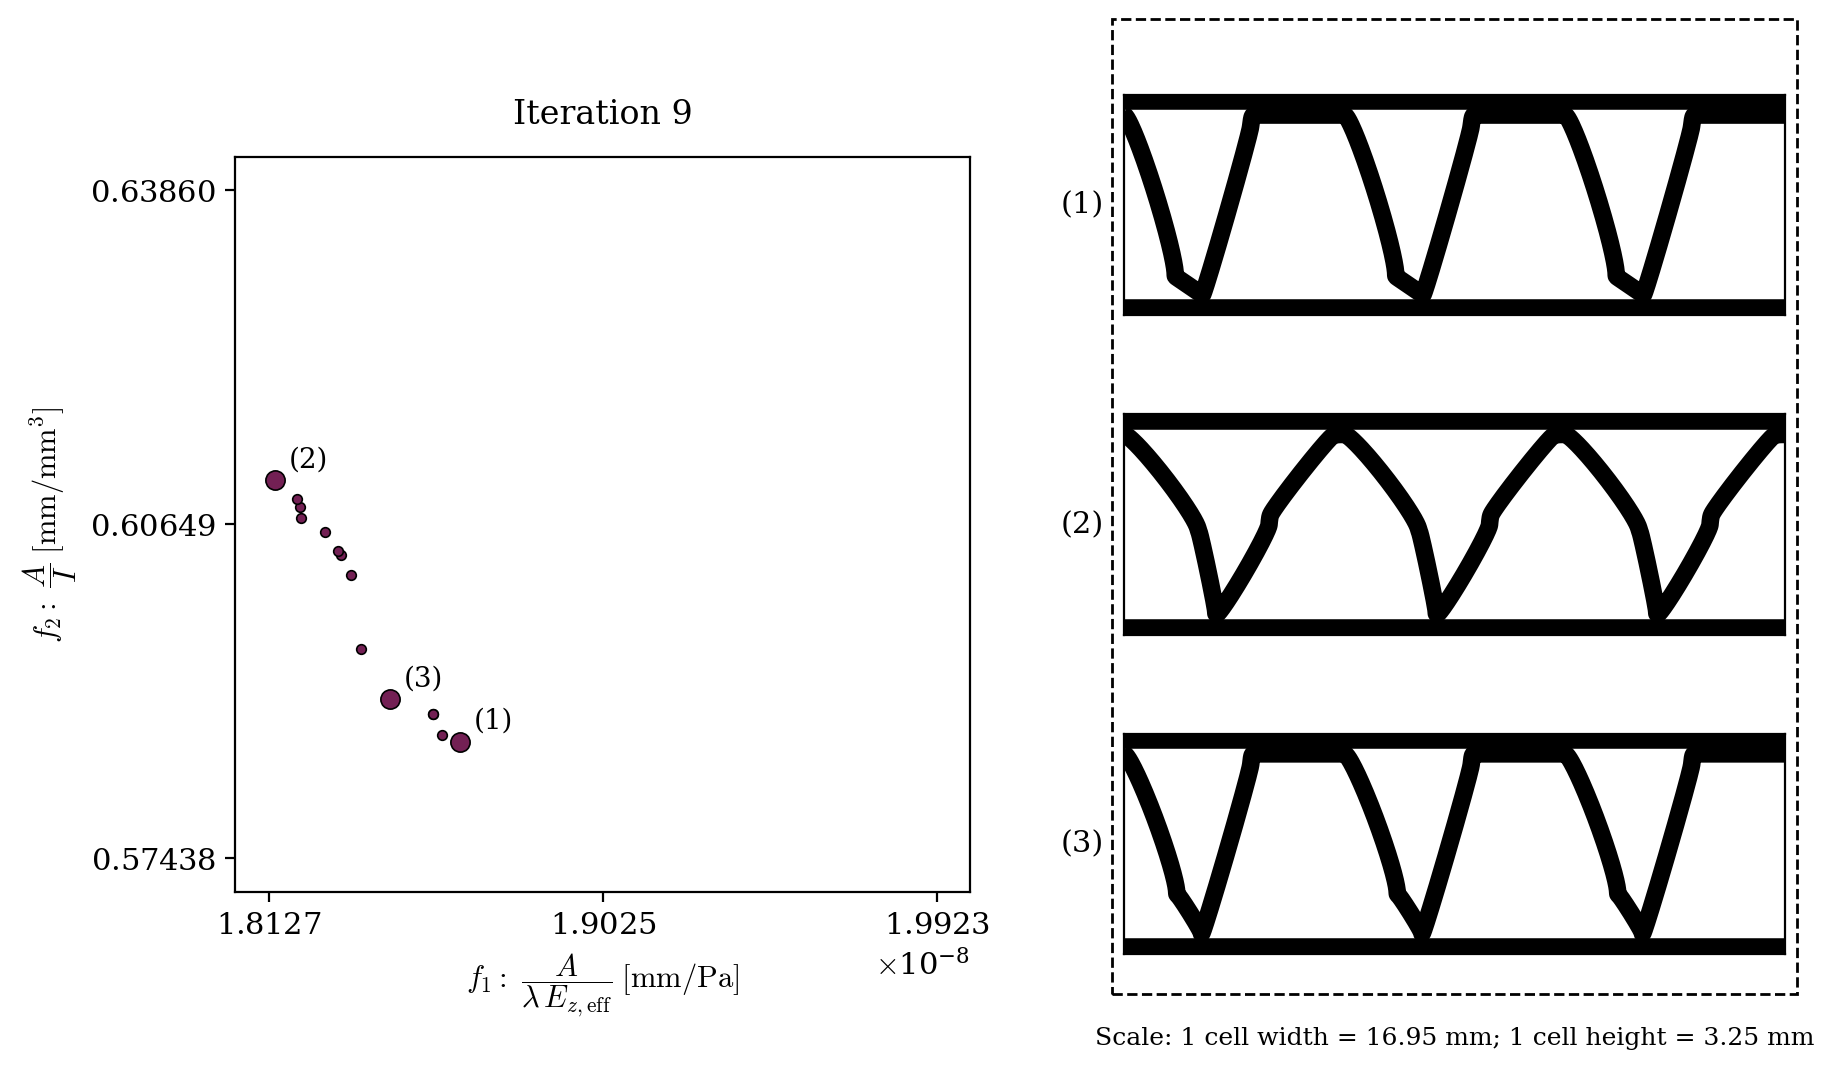 Iteration 9
0.63860
0.60649
0.57438
f₂: A/I [mm/mm³]
(2)
(3)
(1)
1.8127 1.9025 1.9923
×10⁻⁸
f₁: A/(λ E_z,eff) [mm/Pa]
(1)
(2)
(3)
Scale: 1 cell width = 16.95 mm; 1 cell height = 3.25 mm